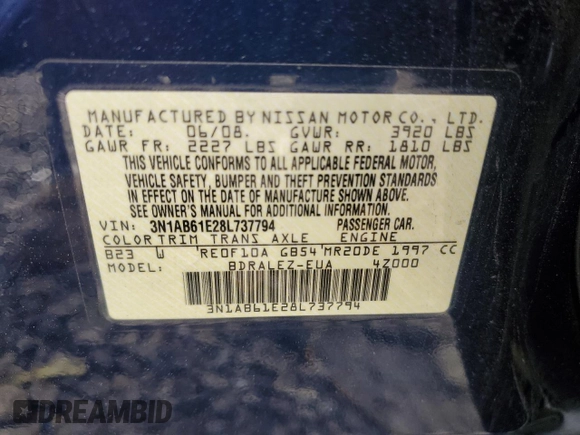 MANUFACTURED BY NISSAN MOTOR CO., LTD.
DATE: 06/08. GVWR: 3920 LBS
GAWR FR: 2227 LBS GAWR RR: 1810 LBS
THIS VEHICLE CONFORMS TO ALL APPLICABLE FEDERAL MOTOR,
VEHICLE SAFETY, BUMPER AND THEFT PREVENTION STANDARDS
IN EFFECT ON THE DATE OF MANUFACTURE SHOWN ABOVE.
SEE OWNER'S MANUAL FOR ADDITIONAL INFORMATION.
VIN: 3N1AB61E28L737794 PASSENGER CAR.
COLOR TRIM TRANS AXLE ENGINE
B23 W RE0F10A GB54 MR20DE 1997 CC
MODEL: BDRALEZ-EUA 4Z000
3N1AB61E28L737794
DREAMBID